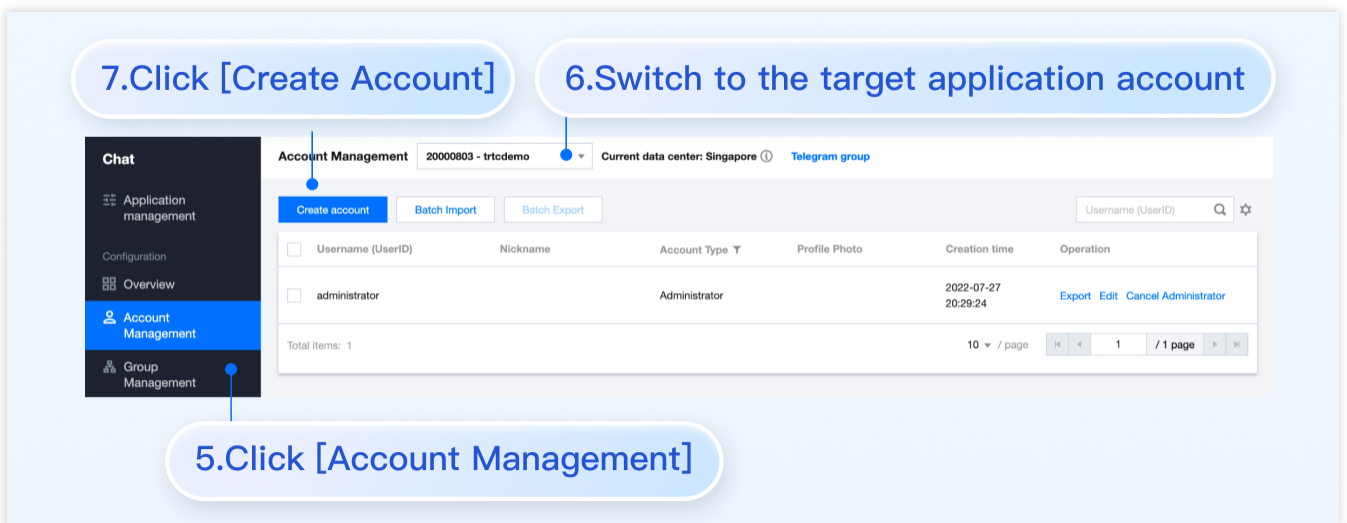 7.Click [Create Account]
6.Switch to the target application account
Chat
Account Management
20000803 - trtcdemo
Current data center: Singapore
Telegram group
Application
management
Create account
Batch Import
Batch Export
Username (UserID)
Configuration
Overview
Account
Management
Group
Management
Username (UserID)
Nickname
Account Type
Profile Photo
Creation time
Operation
administrator
Administrator
2022-07-27
20:29:24
Export
Edit
Cancel Administrator
Total items: 1
10
/ page
1
/ 1 page
5.Click [Account Management]